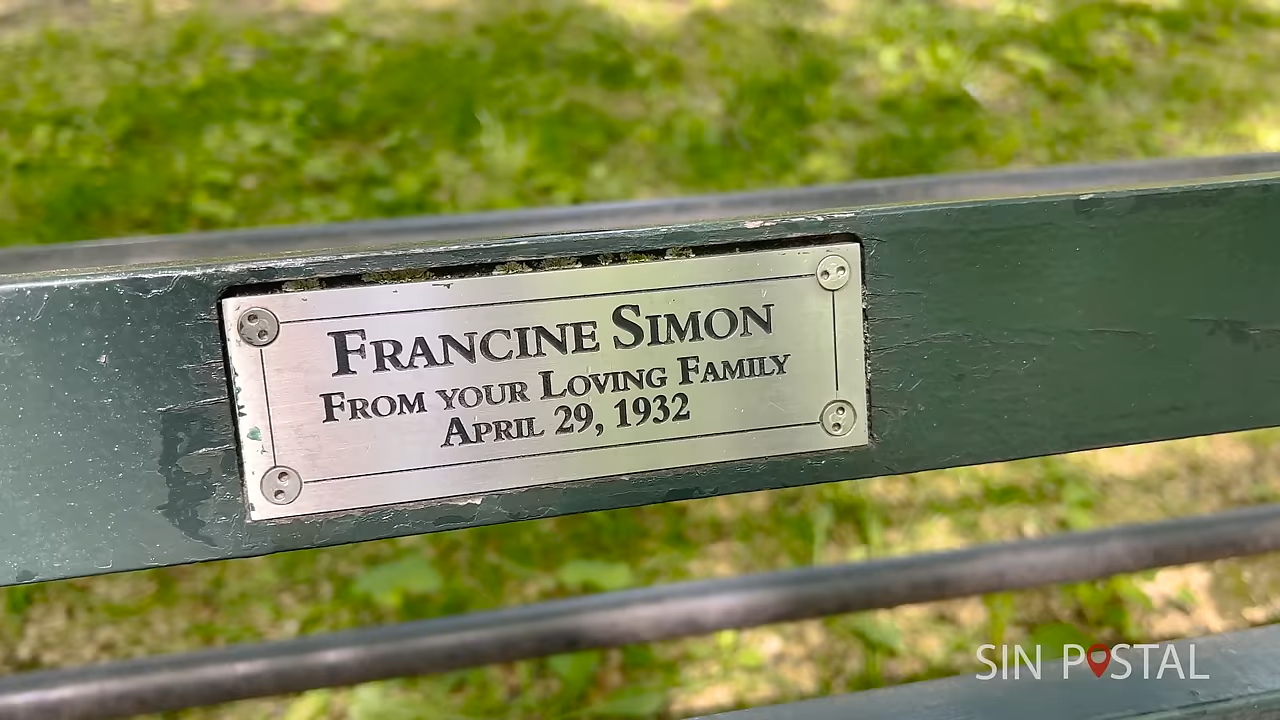 Francine Simon
From your Loving Family
April 29, 1932
SIN POSTAL